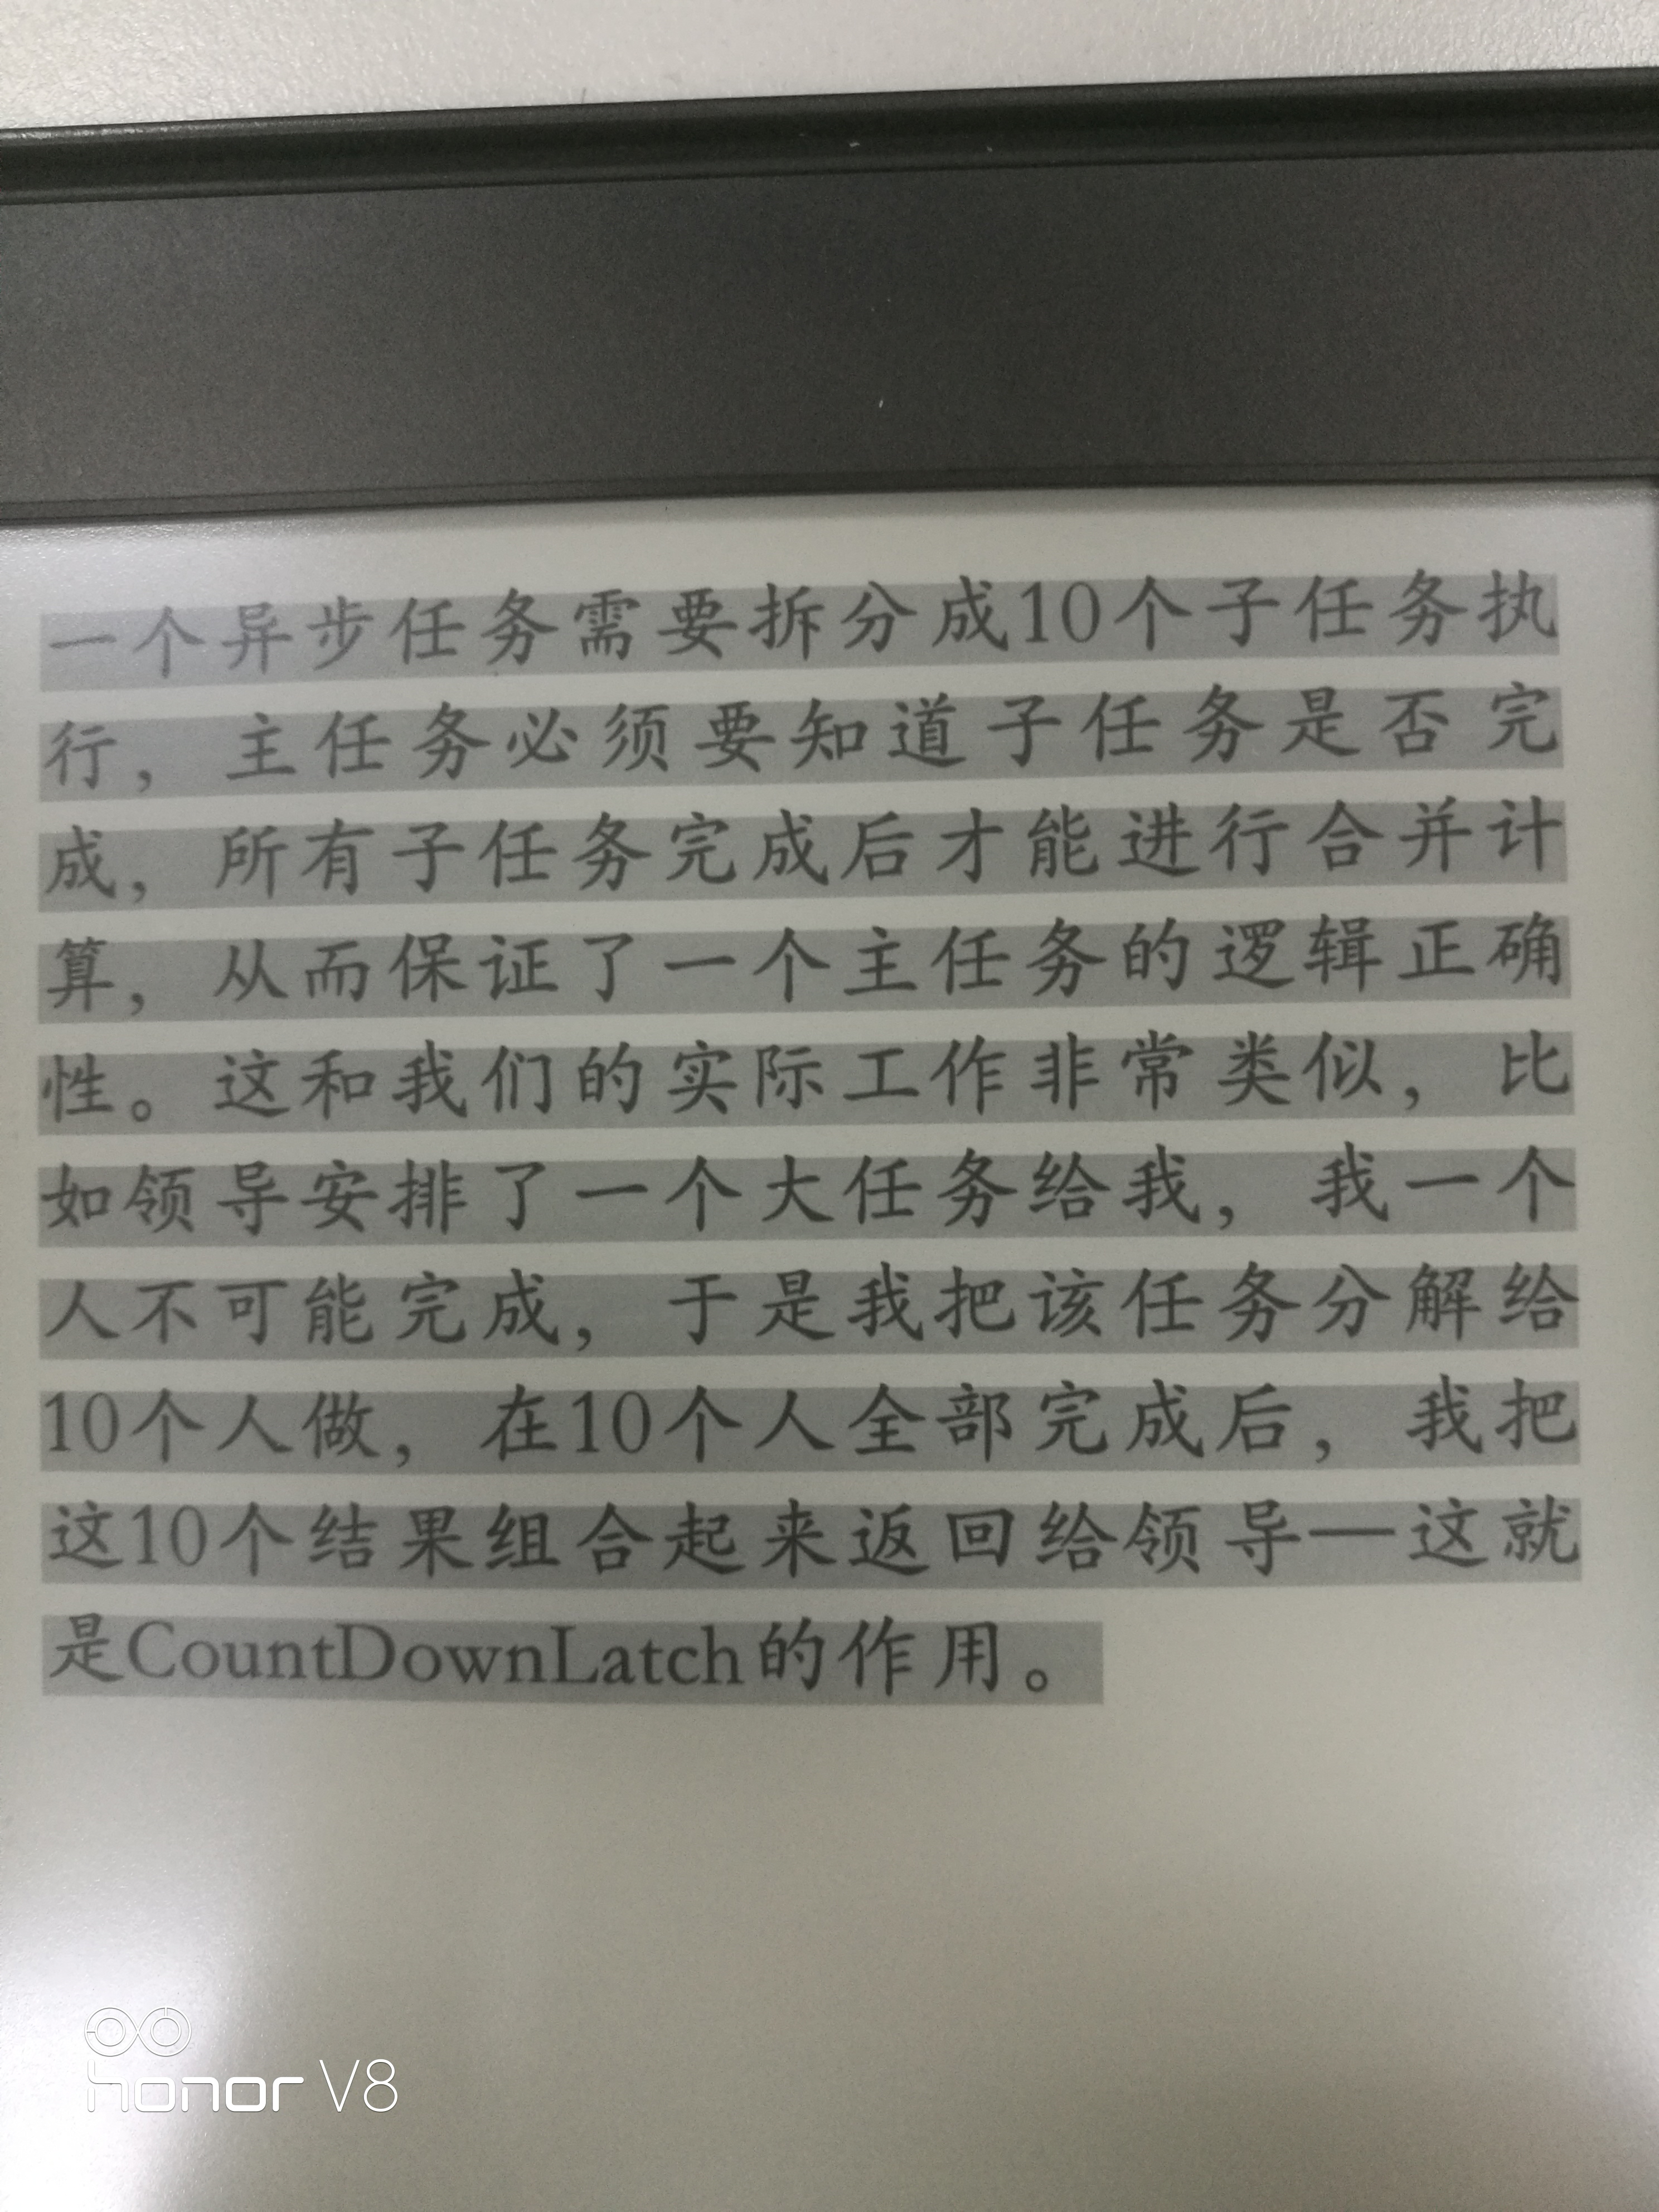 一个异步任务需要拆分成10个子任务执
行，主任务必须要知道子任务是否完
成，所有子任务完成后才能进行合并计
算，从而保证了一个主任务的逻辑正确
性。这和我们的实际工作非常类似，比
如领导安排了一个大任务给我，我一个
人不可能完成，于是我把该任务分解给
10个人做，在10个人全部完成后，我把
这10个结果组合起来返回给领导—这就
是CountDownLatch的作用。
honor V8